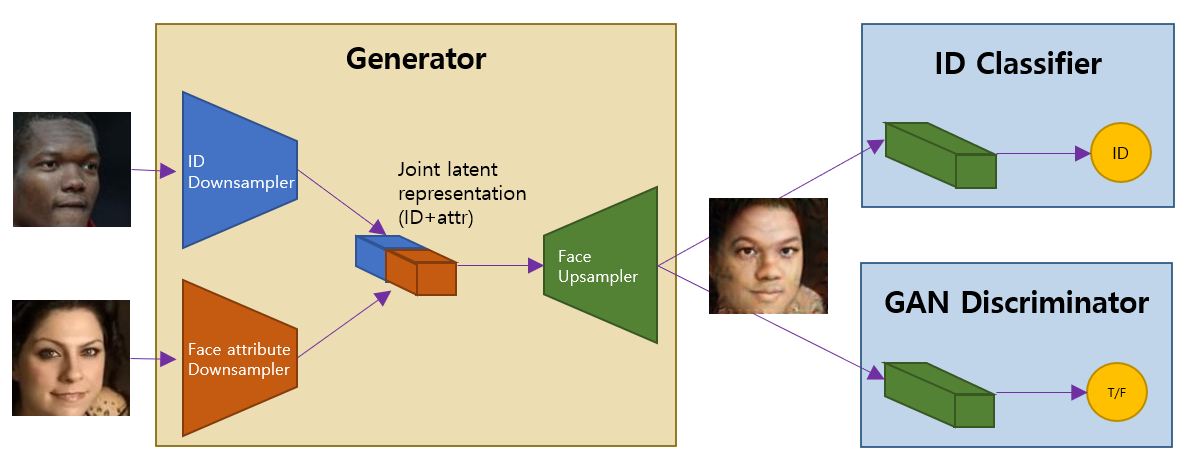 Generator
ID
Downsampler
Joint latent
representation
(ID+attr)
Face
Upsampler
Face attribute
Downsampler
ID Classifier
ID
GAN Discriminator
T/F